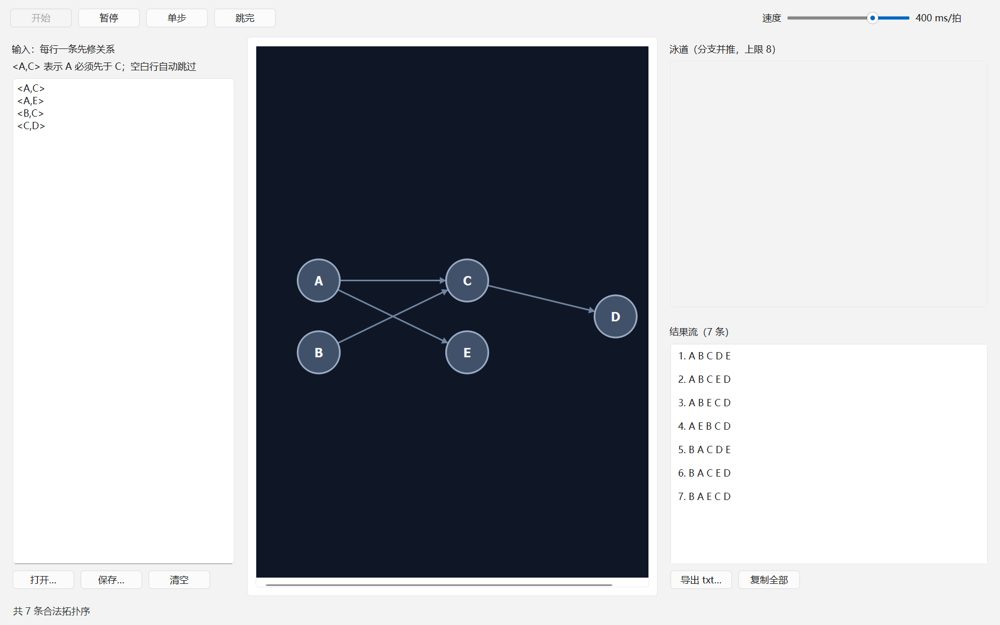 开始 暂停 单步 跳完 速度 400 ms/拍
输入：每行一条先修关系
<A,C> 表示 A 必须先于 C；空白行自动跳过
<A,C>
<A,E>
<B,C>
<C,D>
打开... 保存... 清空
A
C
D
B
E
泳道（分支并推，上限 8）
结果流（7 条）
1. A B C D E
2. A B C E D
3. A B E C D
4. A E B C D
5. B A C D E
6. B A C E D
7. B A E C D
导出 txt... 复制全部
共 7 条合法拓扑序